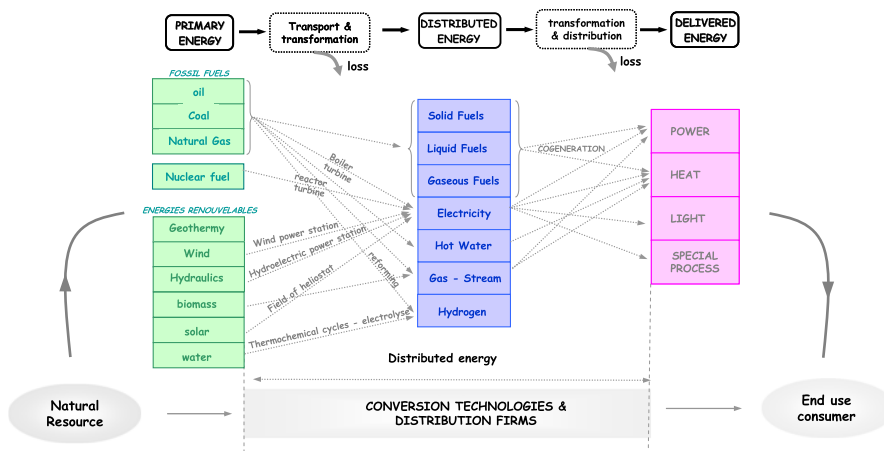 PRIMARY
ENERGY
Transport &
transformation
DISTRIBUTED
ENERGY
transformation
& distribution
DELIVERED
ENERGY
loss
loss
FOSSIL FUELS
oil
Coal
Natural Gas
Nuclear fuel
ENERGIES RENOUVELABLES
Geothermy
Wind
Hydraulics
biomass
solar
water
Boiler
turbine
reactor
turbine
Wind power station
Hydroelectric power station
Field of heliostat
reforming
Thermochemical cycles - electrolyse
Solid Fuels
Liquid Fuels
Gaseous Fuels
Electricity
Hot Water
Gas - Stream
Hydrogen
COGENERATION
POWER
HEAT
LIGHT
SPECIAL
PROCESS
Distributed energy
Natural
Resource
CONVERSION TECHNOLOGIES &
DISTRIBUTION FIRMS
End use
consumer